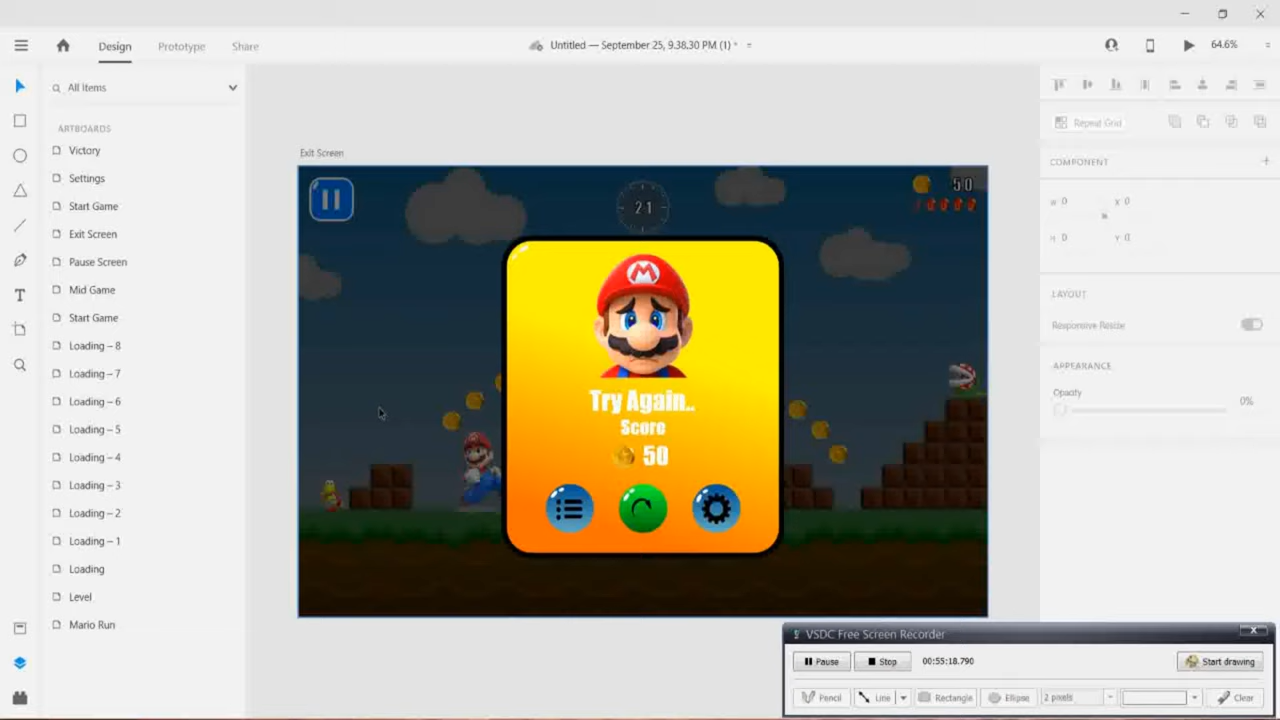 Design
Prototype
Share
Untitled — September 25, 9.38.30 PM (1) *
64.6%
All Items
ARTBOARDS
Victory
Settings
Start Game
Exit Screen
Pause Screen
Mid Game
Start Game
Loading – 8
Loading – 7
Loading – 6
Loading – 5
Loading – 4
Loading – 3
Loading – 2
Loading – 1
Loading
Level
Mario Run
Exit Screen
21
50
M
Try Again..
Score
50
Repeat Grid
COMPONENT
W 0 X 0
H 0 Y 0
LAYOUT
Responsive Resize
APPEARANCE
Opacity
0%
VSDC Free Screen Recorder
Pause
Stop
00:55:18.790
Start drawing
Pencil
Line
Rectangle
Ellipse
2 pixels
Clear